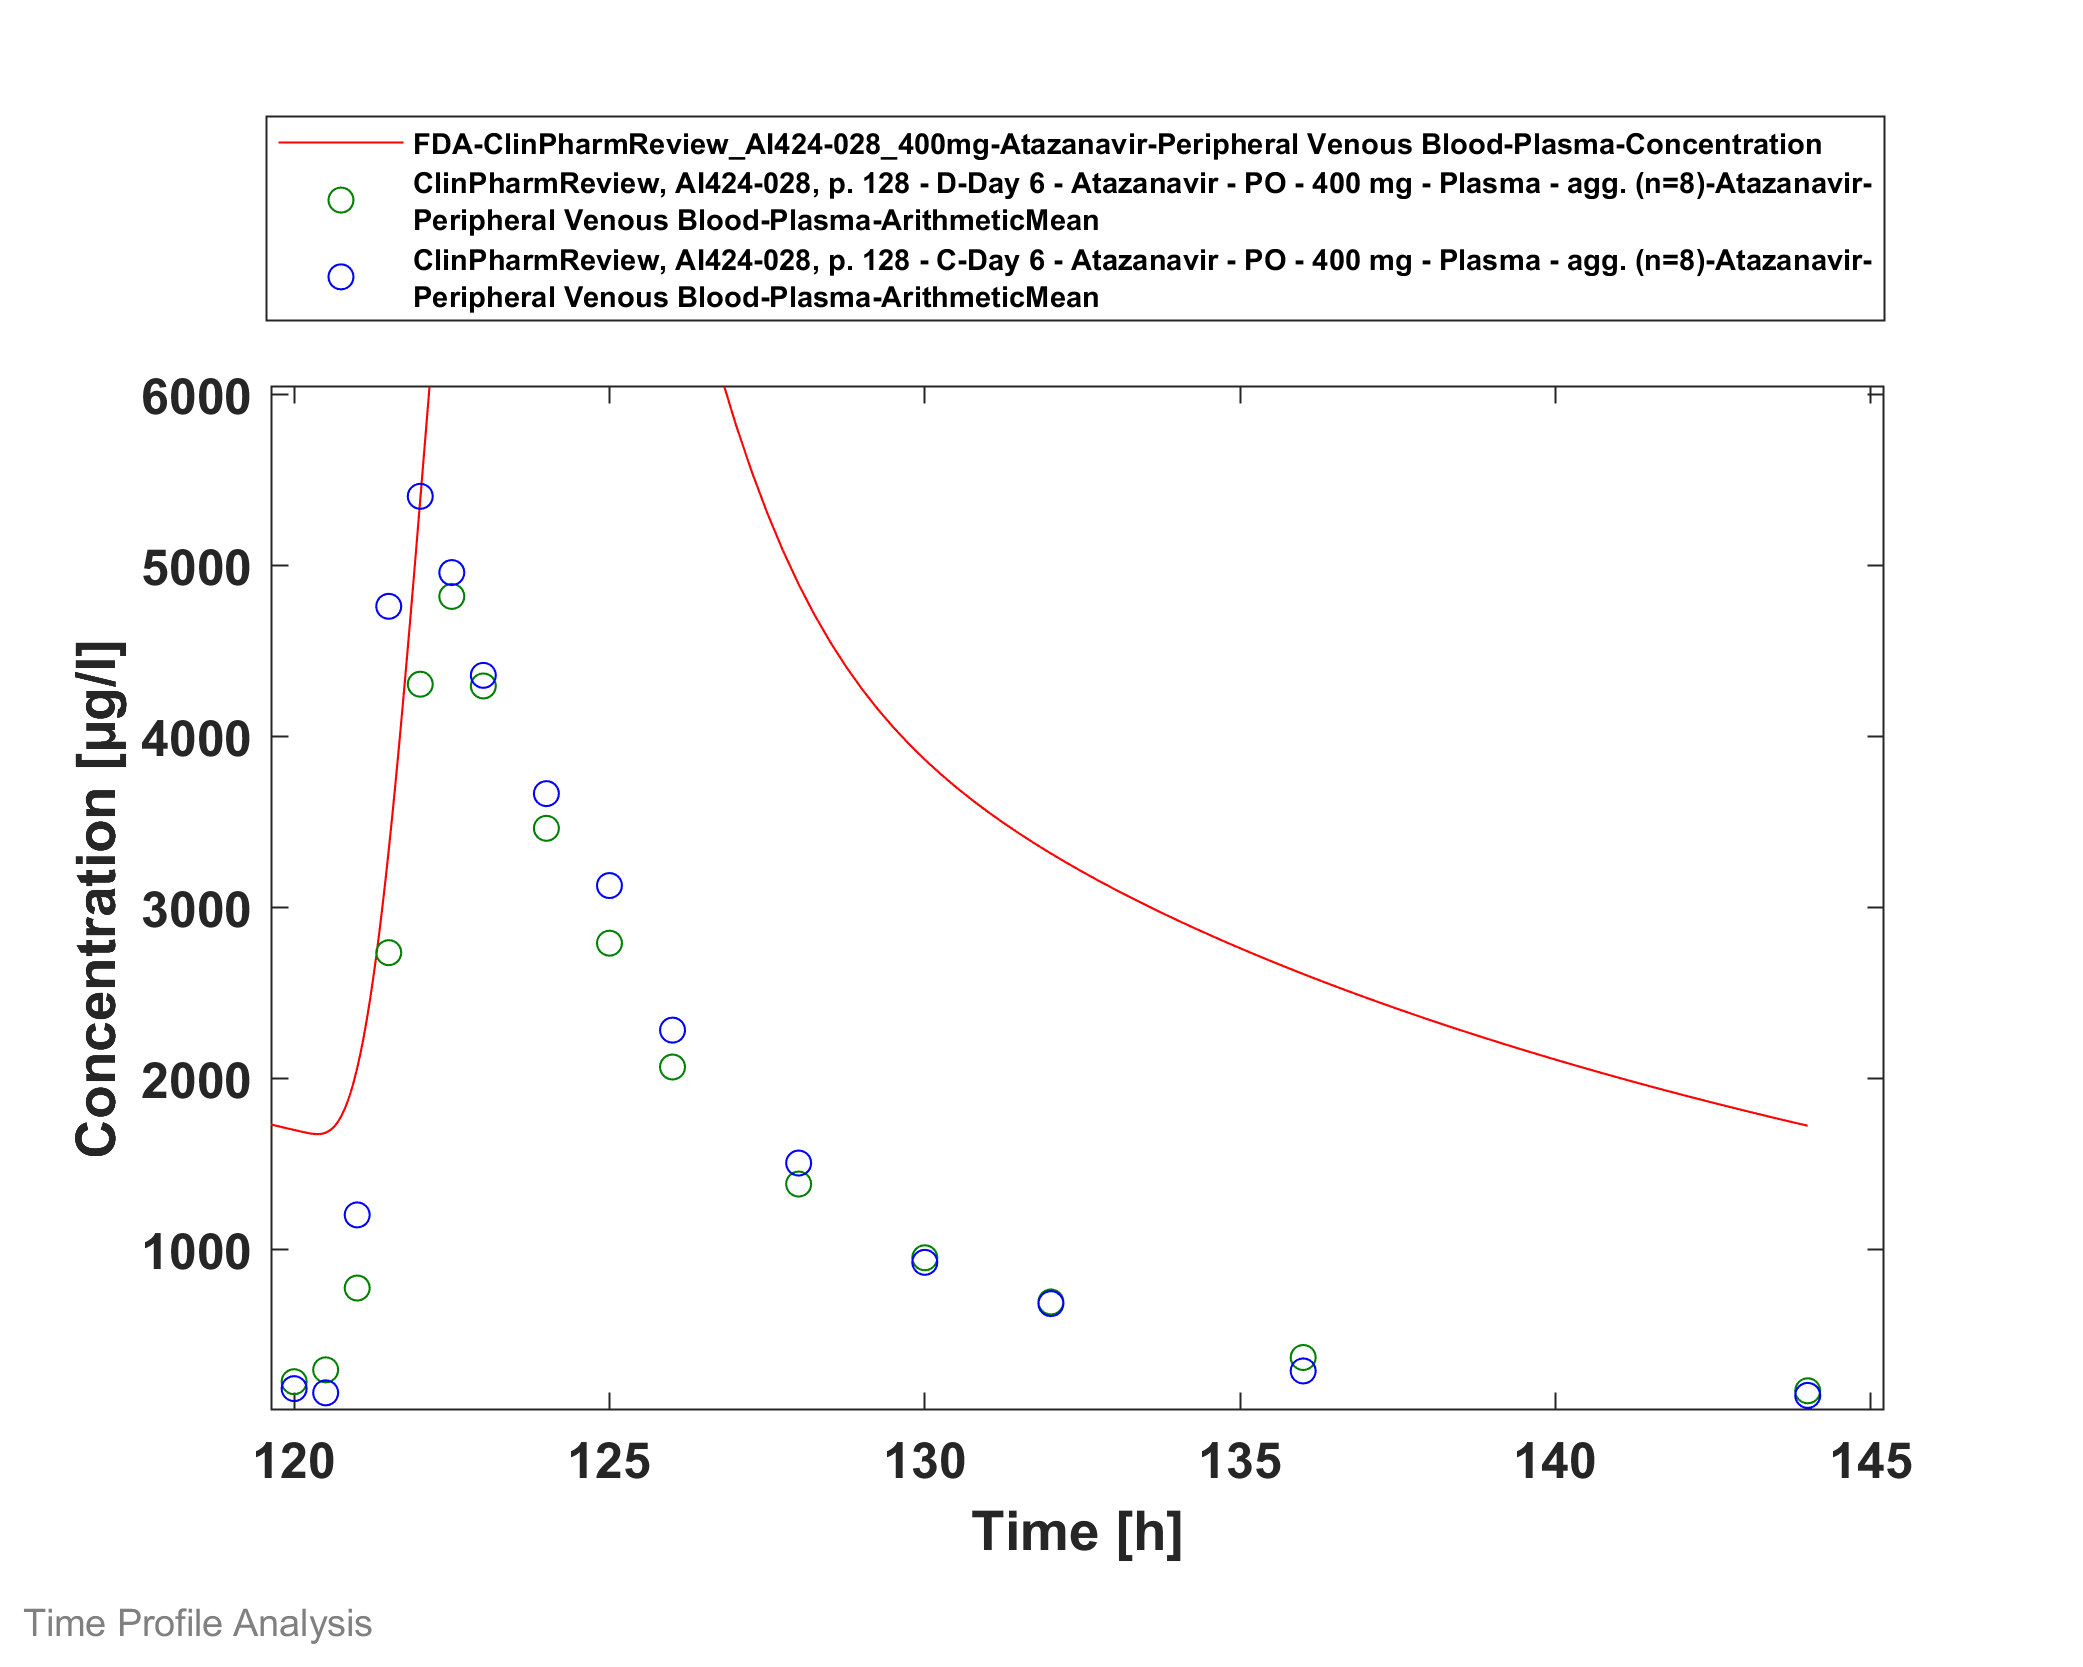 FDA-ClinPharmReview_AI424-028_400mg-Atazanavir-Peripheral Venous Blood-Plasma-Concentration
ClinPharmReview, AI424-028, p. 128 - D-Day 6 - Atazanavir - PO - 400 mg - Plasma - agg. (n=8)-Atazanavir-
Peripheral Venous Blood-Plasma-ArithmeticMean
ClinPharmReview, AI424-028, p. 128 - C-Day 6 - Atazanavir - PO - 400 mg - Plasma - agg. (n=8)-Atazanavir-
Peripheral Venous Blood-Plasma-ArithmeticMean
6000
5000
4000
3000
2000
1000
Concentration [µg/l]
120 125 130 135 140 145
Time [h]
Time Profile Analysis